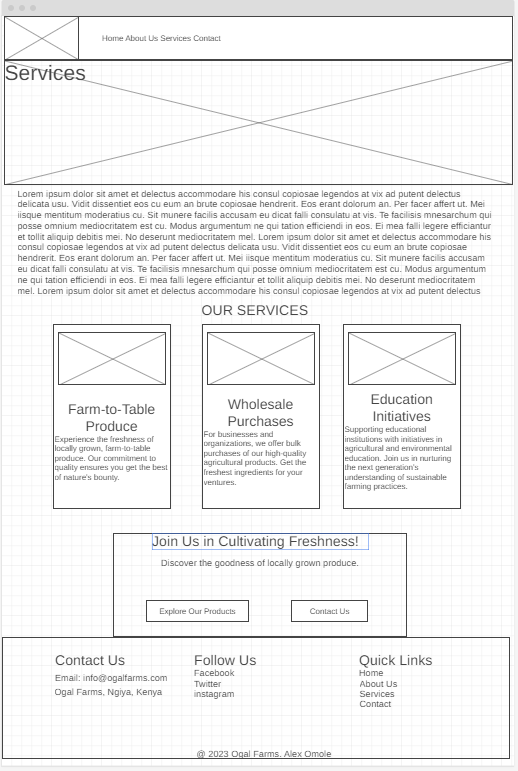 Home About Us Services Contact
Services
Lorem ipsum dolor sit amet et delectus accommodare his consul copiosae legendos at vix ad putent delectus
delicata usu. Vidit dissentiet eos cu eum an brute copiosae hendrerit. Eos erant dolorum an. Per facer affert ut. Mei
iisque mentitum moderatius cu. Sit munere facilis accusam eu dicat falli consulatu at vis. Te facilisis mnesarchum qui
posse omnium mediocritatem est cu. Modus argumentum ne qui tation efficiendi in eos. Ei mea falli legere efficiantur
et tollit aliquip debitis mei. No deserunt mediocritatem mel. Lorem ipsum dolor sit amet et delectus accommodare his
consul copiosae legendos at vix ad putent delectus delicata usu. Vidit dissentiet eos cu eum an brute copiosae
hendrerit. Eos erant dolorum an. Per facer affert ut. Mei iisque mentitum moderatius cu. Sit munere facilis accusam
eu dicat falli consulatu at vis. Te facilisis mnesarchum qui posse omnium mediocritatem est cu. Modus argumentum
ne qui tation efficiendi in eos. Ei mea falli legere efficiantur et tollit aliquip debitis mei. No deserunt mediocritatem
mel. Lorem ipsum dolor sit amet et delectus accommodare his consul copiosae legendos at vix ad putent delectus
OUR SERVICES
Farm-to-Table
Produce
Experience the freshness of
locally grown, farm-to-table
produce. Our commitment to
quality ensures you get the best
of nature's bounty.
Wholesale
Purchases
For businesses and
organizations, we offer bulk
purchases of our high-quality
agricultural products. Get the
freshest ingredients for your
ventures.
Education
Initiatives
Supporting educational
institutions with initiatives in
agricultural and environmental
education. Join us in nurturing
the next generation's
understanding of sustainable
farming practices.
Join Us in Cultivating Freshness!
Discover the goodness of locally grown produce.
Explore Our Products
Contact Us
Contact Us
Email: info@ogalfarms.com
Ogal Farms, Ngiya, Kenya
Follow Us
Facebook
Twitter
instagram
Quick Links
Home
About Us
Services
Contact
@ 2023 Ogal Farms. Alex Omole